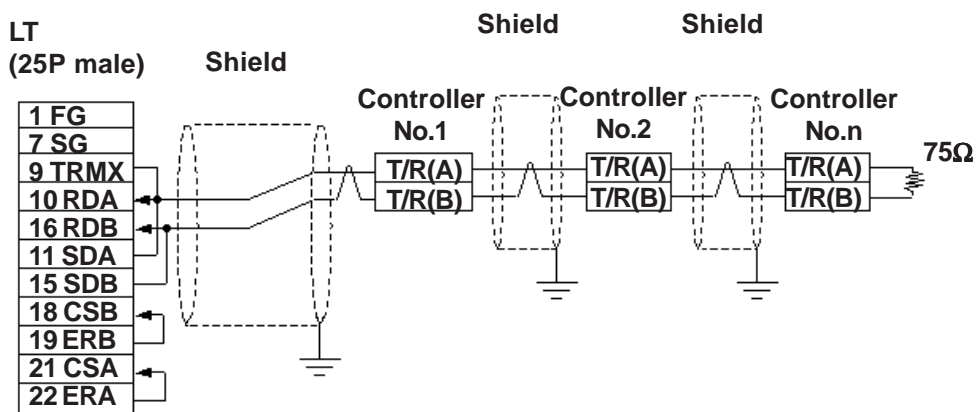 LT
(25P male)
Shield
Shield
Shield
1 FG
7 SG
9 TRMX
10 RDA
16 RDB
11 SDA
15 SDB
18 CSB
19 ERB
21 CSA
22 ERA
Controller
No.1
T/R(A)
T/R(B)
Controller
No.2
T/R(A)
T/R(B)
Controller
No.n
T/R(A)
T/R(B)
75Ω